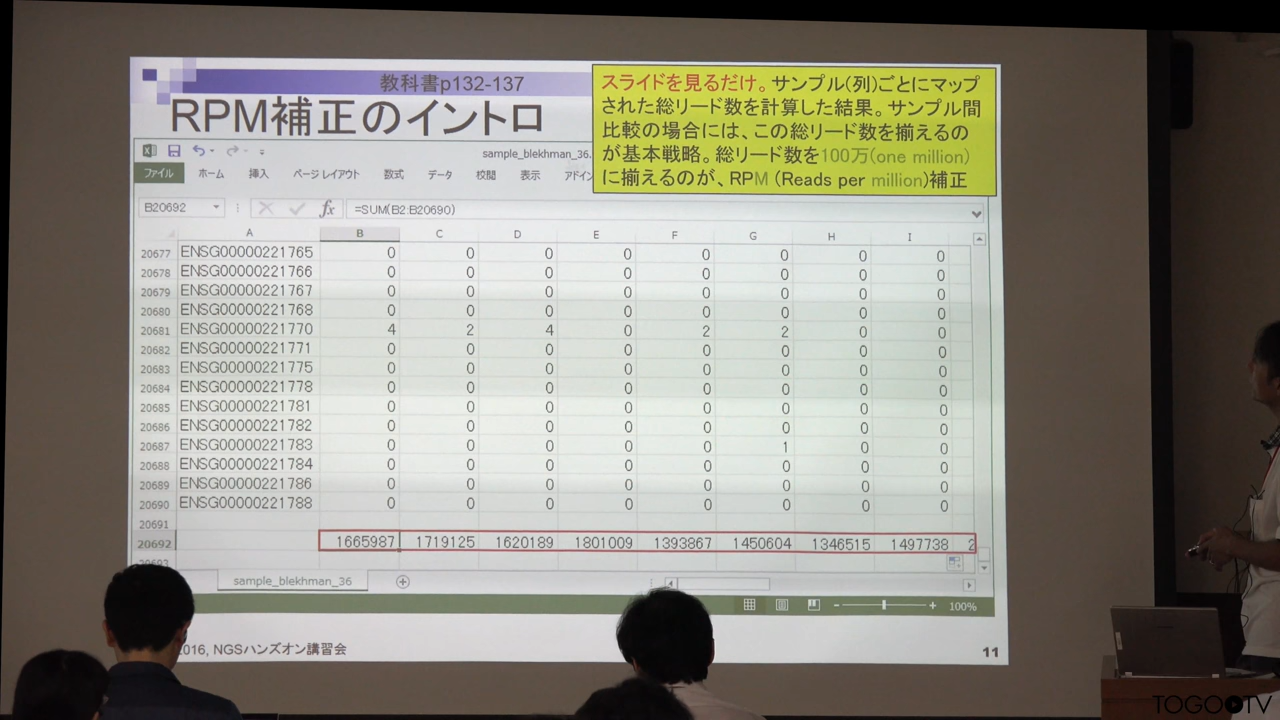 教科書p132-137
RPM補正のイントロ
スライドを見るだけ。サンプル(列)ごとにマップ
された総リード数を計算した結果。サンプル間
比較の場合には、この総リード数を揃えるの
が基本戦略。総リード数を100万(one million)
に揃えるのが、RPM (Reads per million)補正
sample_blekhman_36.
ファイル ホーム 挿入 ページ レイアウト 数式 データ 校閲 表示 アドイン
B20692 fx =SUM(B2:B20690)
A B C D E F G H I
20677 ENSG00000221765 0 0 0 0 0 0 0 0
20678 ENSG00000221766 0 0 0 0 0 0 0 0
20679 ENSG00000221767 0 0 0 0 0 0 0 0
20680 ENSG00000221768 0 0 0 0 0 0 0 0
20681 ENSG00000221770 4 2 4 0 2 2 0 0
20682 ENSG00000221771 0 0 0 0 0 0 0 0
20683 ENSG00000221775 0 0 0 0 0 0 0 0
20684 ENSG00000221778 0 0 0 0 0 0 0 0
20685 ENSG00000221781 0 0 0 0 0 0 0 0
20686 ENSG00000221782 0 0 0 0 0 0 0 0
20687 ENSG00000221783 0 0 0 0 0 1 0 0
20688 ENSG00000221784 0 0 0 0 0 0 0 0
20689 ENSG00000221786 0 0 0 0 0 0 0 0
20690 ENSG00000221788 0 0 0 0 0 0 0 0
20691
20692 1665987 1719125 1620189 1801009 1393867 1450604 1346515 1497738 2
20693
sample_blekhman_36
100%
2016, NGSハンズオン講習会
11
TOGOTV